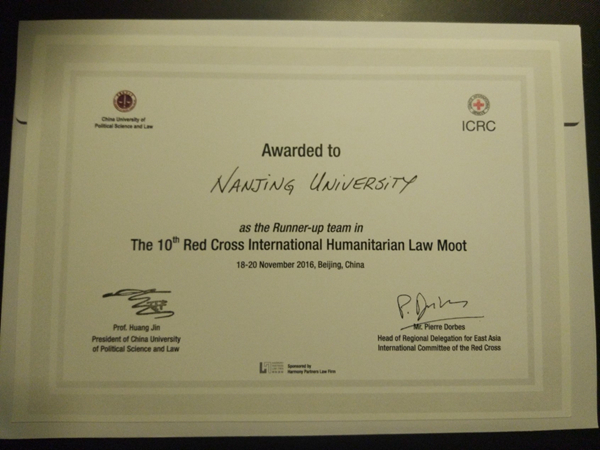 China University of
Political Science and Law
ICRC
Awarded to
NANJING UNIVERSITY
as the Runner-up team in
The 10th Red Cross International Humanitarian Law Moot
18-20 November 2016, Beijing, China
P. Dorbes
Prof. Huang Jin
President of China University
of Political Science and Law
Mr. Pierre Dorbes
Head of Regional Delegation for East Asia
International Committee of the Red Cross
Sponsored by
Harmony Partners Law Firm